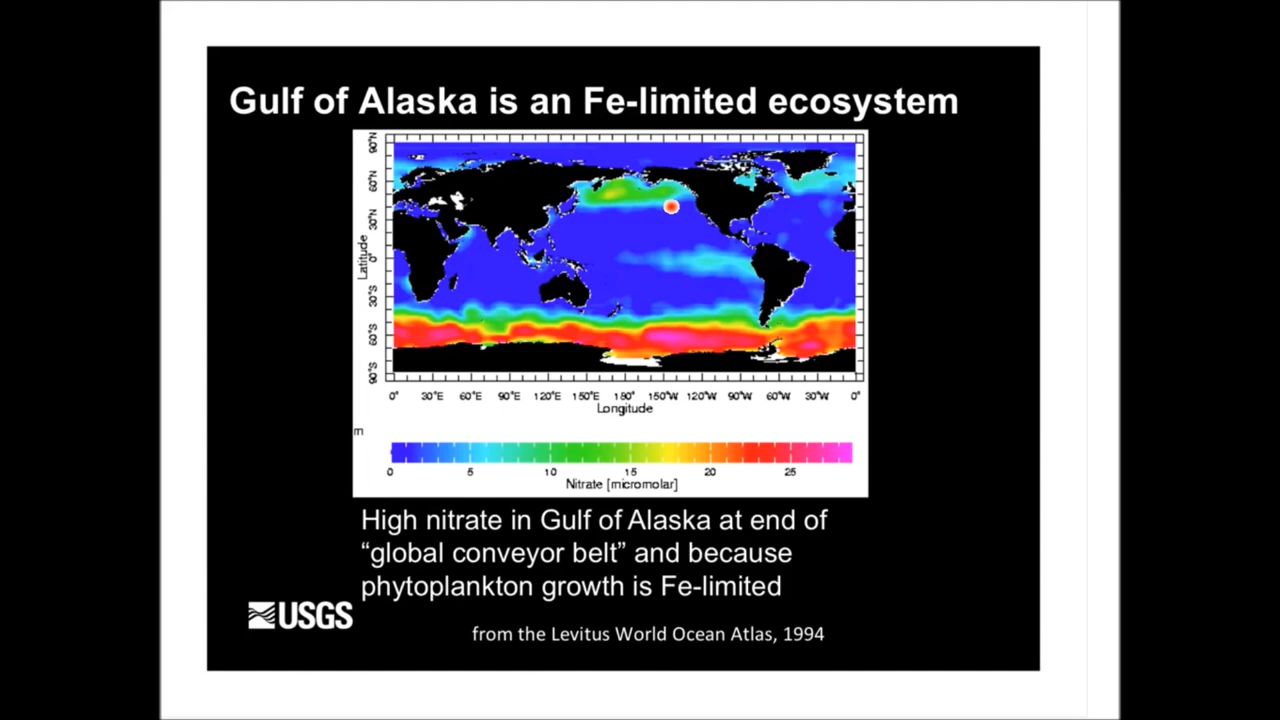 Gulf of Alaska is an Fe-limited ecosystem
90°N
60°N
30°N
0°
30°S
60°S
90°S
Latitude
0° 30°E 60°E 90°E 120°E 150°E 180° 150°W 120°W 90°W 60°W 30°W 0°
Longitude
m
0 5 10 15 20 25
Nitrate [micromolar]
High nitrate in Gulf of Alaska at end of
“global conveyor belt” and because
phytoplankton growth is Fe-limited
USGS
from the Levitus World Ocean Atlas, 1994